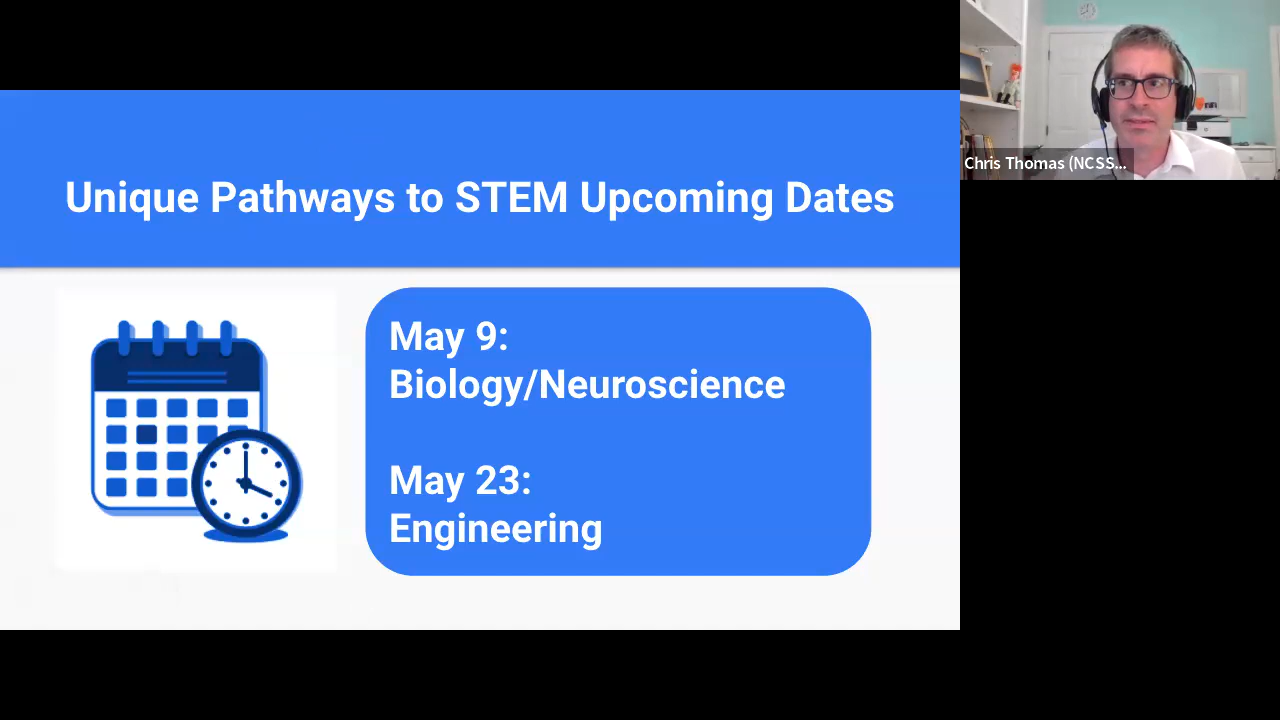 Unique Pathways to STEM Upcoming Dates
May 9:
Biology/Neuroscience
May 23:
Engineering
Chris Thomas (NCSS...